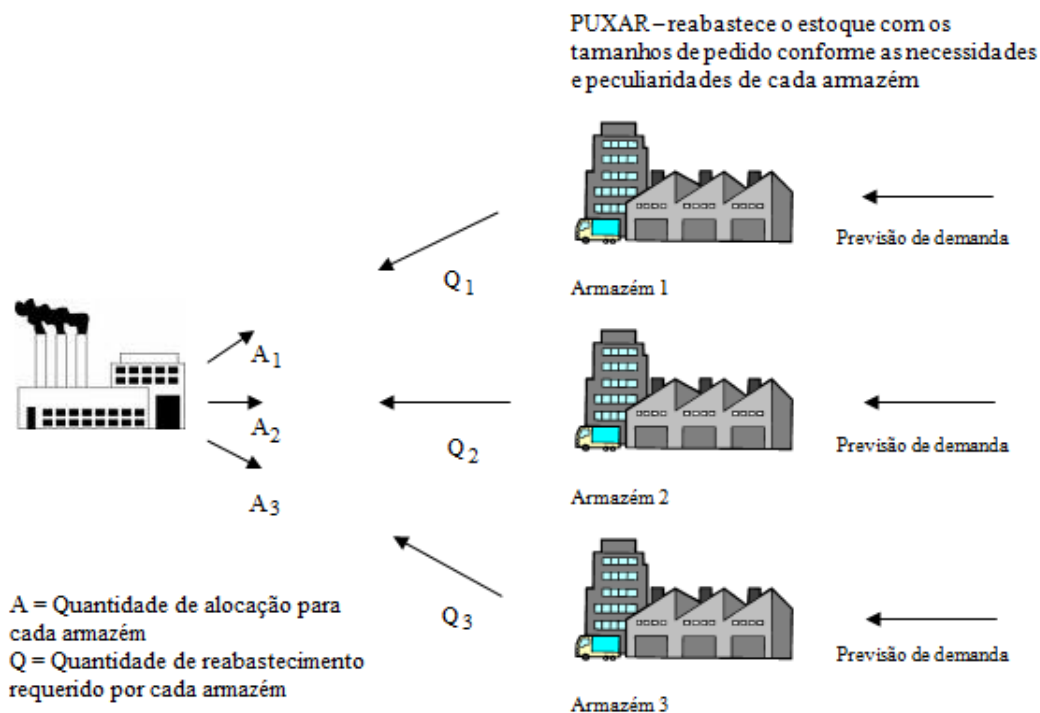 PUXAR – reabastece o estoque com os
tamanhos de pedido conforme as necessidades
e peculiaridades de cada armazém
Previsão de demanda
Q1
Armazém 1
A1
A2
Q2
Previsão de demanda
A3
Armazém 2
A = Quantidade de alocação para
cada armazém
Q = Quantidade de reabastecimento
requerido por cada armazém
Q3
Previsão de demanda
Armazém 3